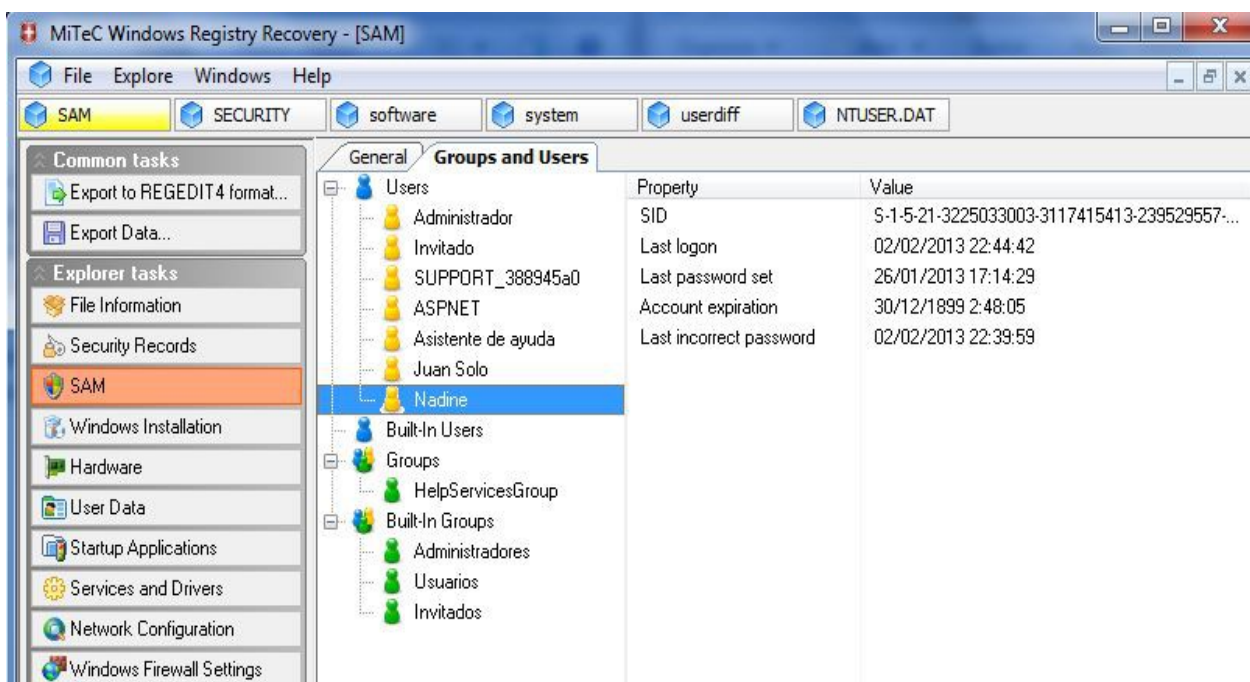 MiTeC Windows Registry Recovery - [SAM]
File Explore Windows Help
SAM SECURITY software system userdiff NTUSER.DAT
Common tasks
Export to REGEDIT4 format...
Export Data...
Explorer tasks
File Information
Security Records
SAM
Windows Installation
Hardware
User Data
Startup Applications
Services and Drivers
Network Configuration
Windows Firewall Settings
General Groups and Users
Users
Administrador
Invitado
SUPPORT_388945a0
ASPNET
Asistente de ayuda
Juan Solo
Nadine
Built-In Users
Groups
HelpServicesGroup
Built-In Groups
Administradores
Usuarios
Invitados
Property Value
SID S-1-5-21-3225033003-3117415413-239529557-...
Last logon 02/02/2013 22:44:42
Last password set 26/01/2013 17:14:29
Account expiration 30/12/1899 2:48:05
Last incorrect password 02/02/2013 22:39:59